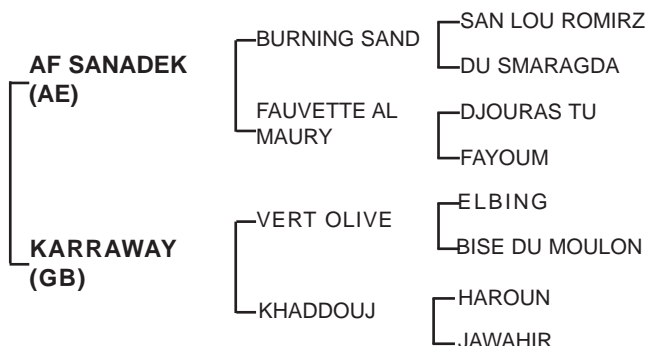 SAN LOU ROMIRZ
BURNING SAND
AF SANADEK
(AE)
DU SMARAGDA
FAUVETTE AL
MAURY
DJOURAS TU
FAYOUM
ELBING
VERT OLIVE
KARRAWAY
(GB)
BISE DU MOULON
KHADDOUJ
HAROUN
JAWAHIR